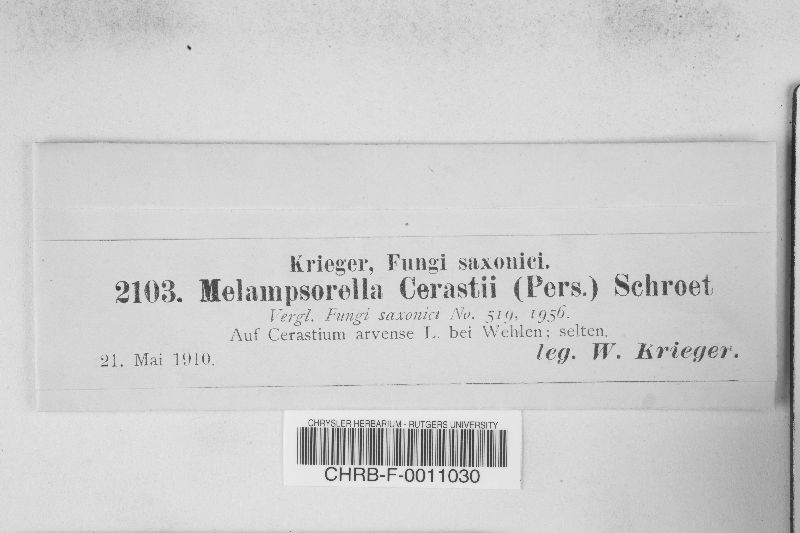 Krieger, Fungi saxonici.
2103. Melampsorella Cerastii (Pers.) Schroet
Vergl. Fungi saxonici No. 519, 1956.
Auf Cerastium arvense L. bei Wehlen; selten.
21. Mai 1910.
leg. W. Krieger.
CHRYSLER HERBARIUM - RUTGERS UNIVERSITY
CHRB-F-0011030